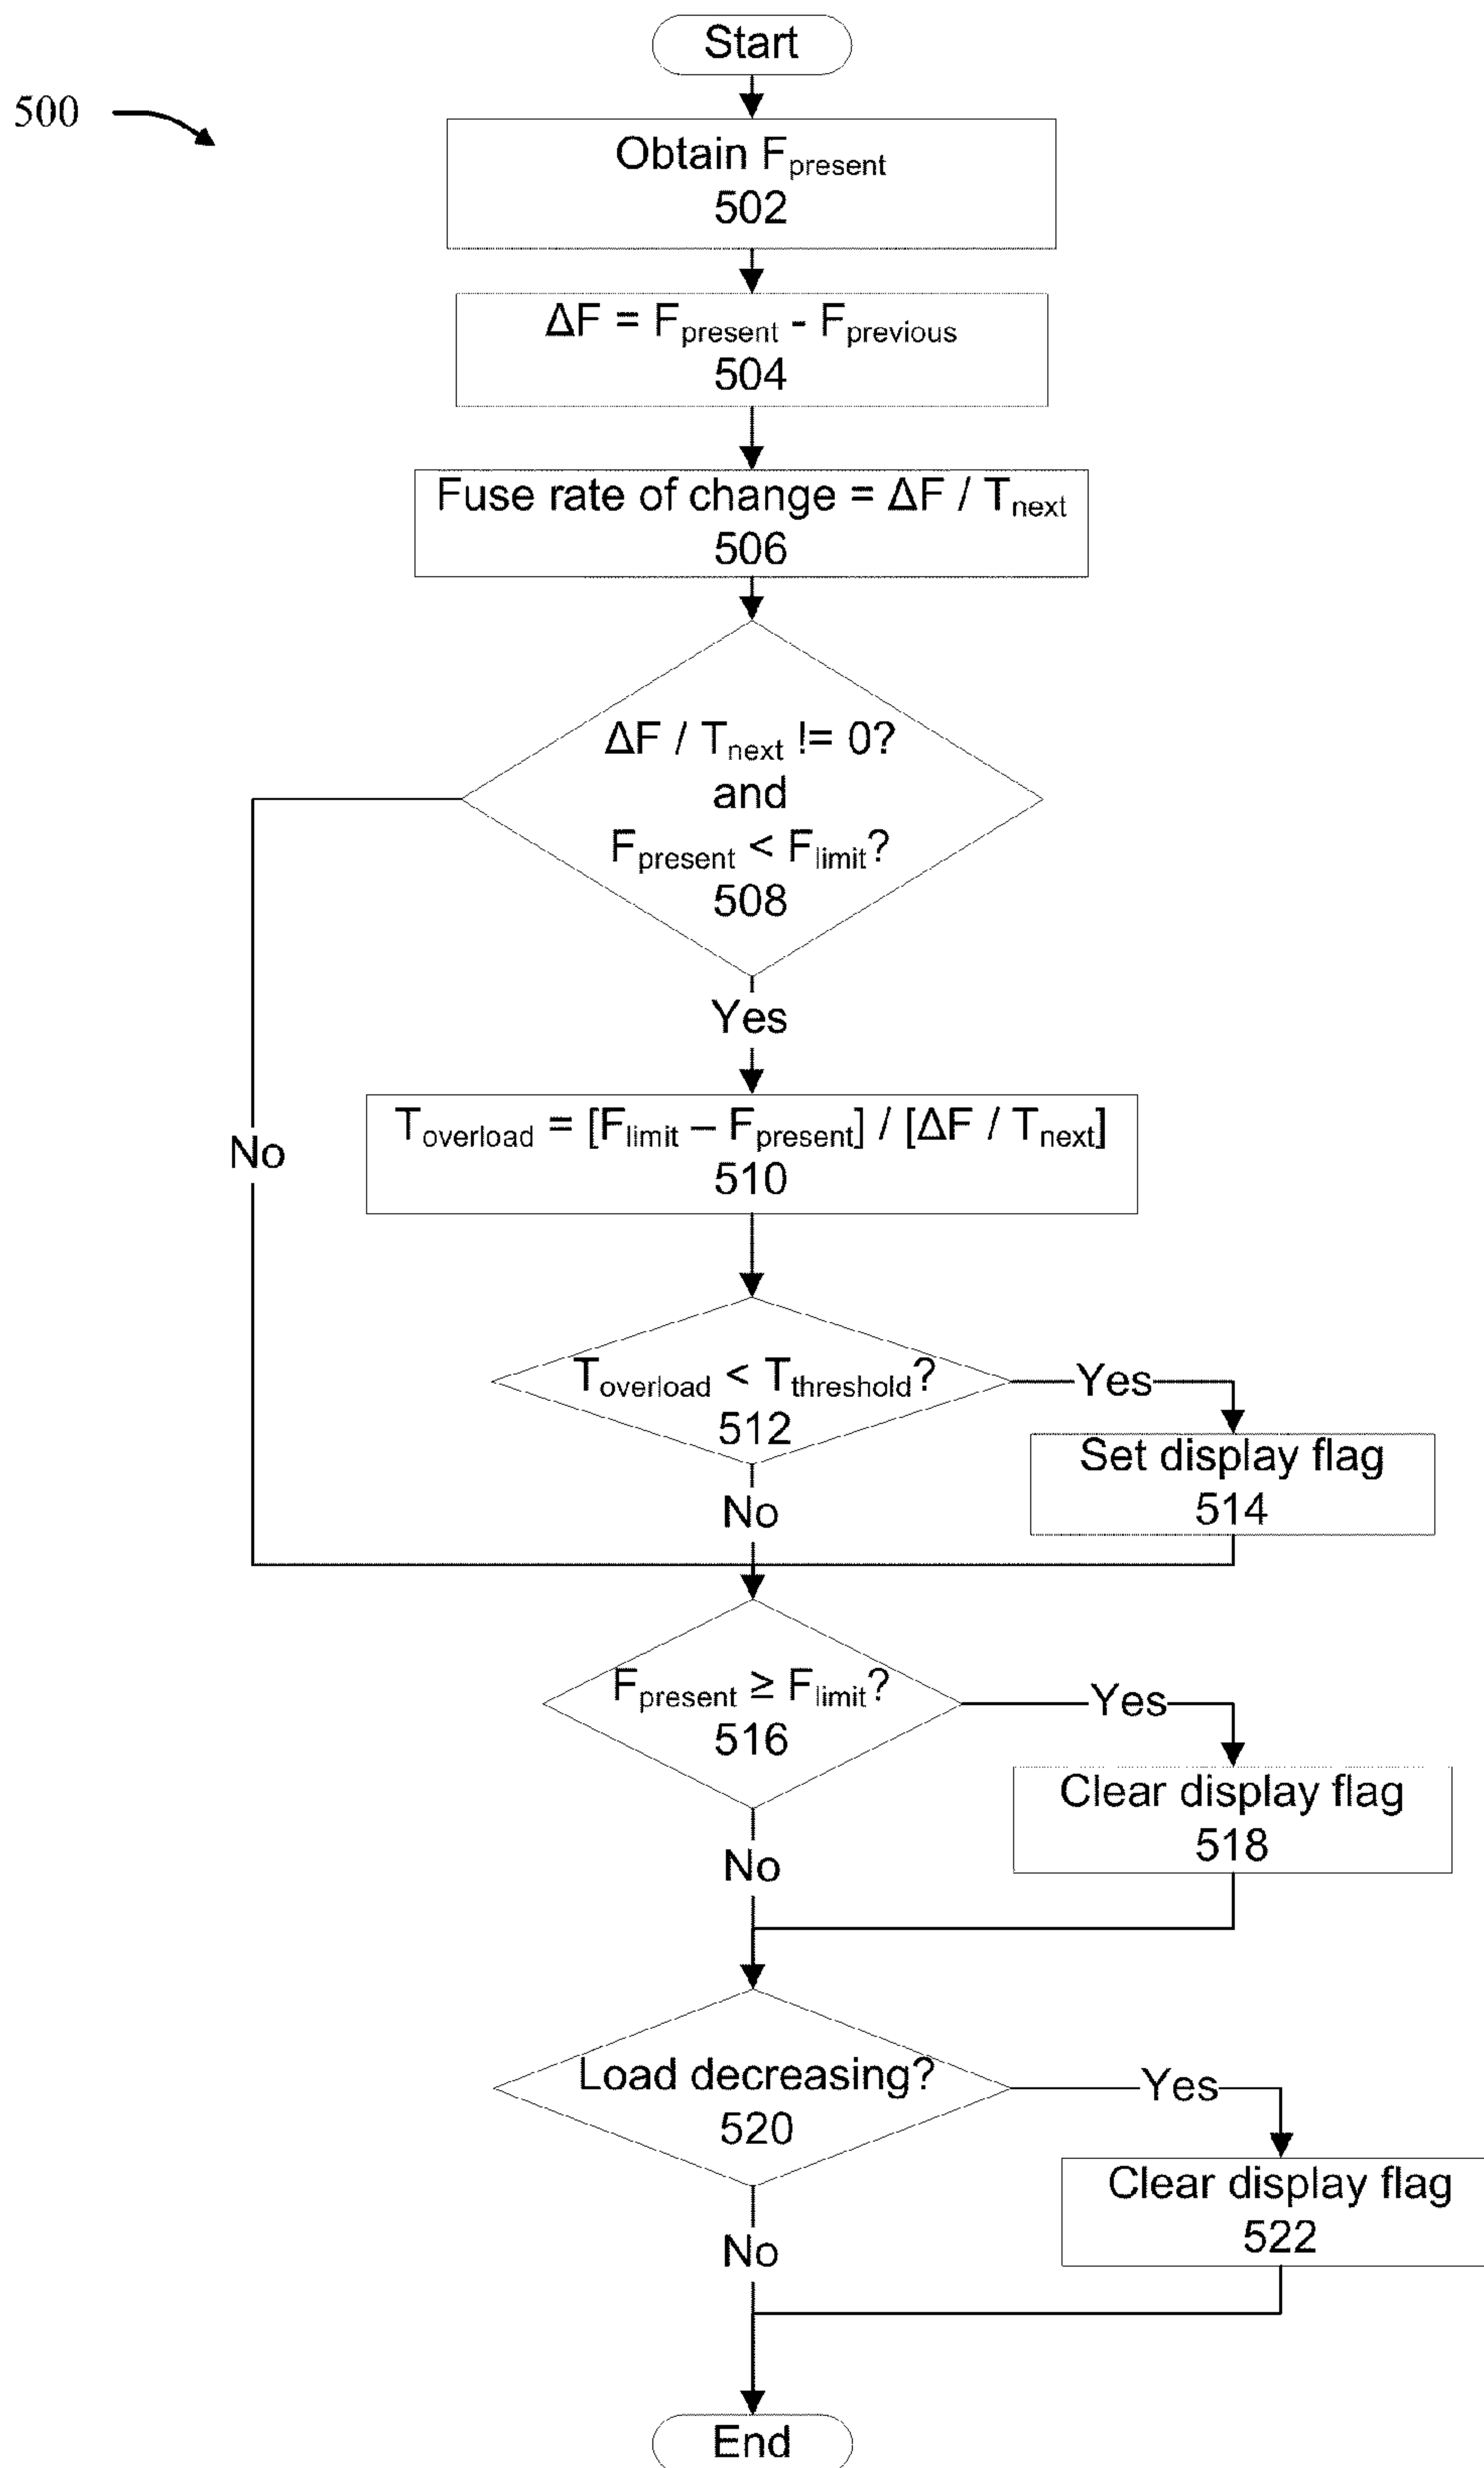 Start
500
Obtain Fpresent
502
ΔF = Fpresent - Fprevious
504
Fuse rate of change = ΔF / Tnext
506
ΔF / Tnext != 0?
and
Fpresent < Flimit?
508
Yes
No
Toverload = [Flimit – Fpresent] / [ΔF / Tnext]
510
Toverload < Tthreshold?
512
Yes
Set display flag
514
No
Fpresent ≥ Flimit?
516
Yes
Clear display flag
518
No
Load decreasing?
520
Yes
Clear display flag
522
No
End